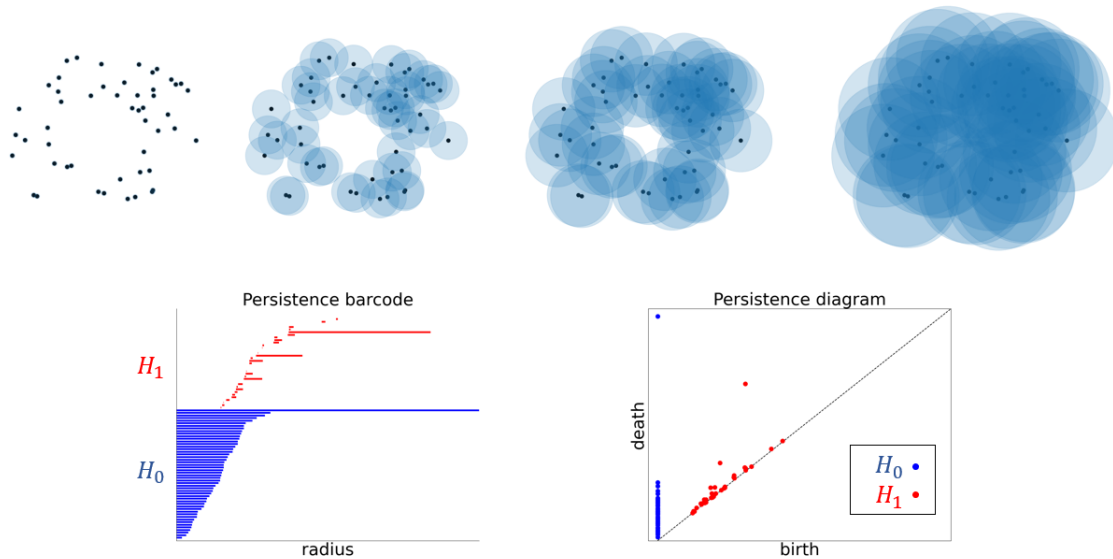 Persistence barcode
H₁
H₀
radius
Persistence diagram
death
H₀
H₁
birth